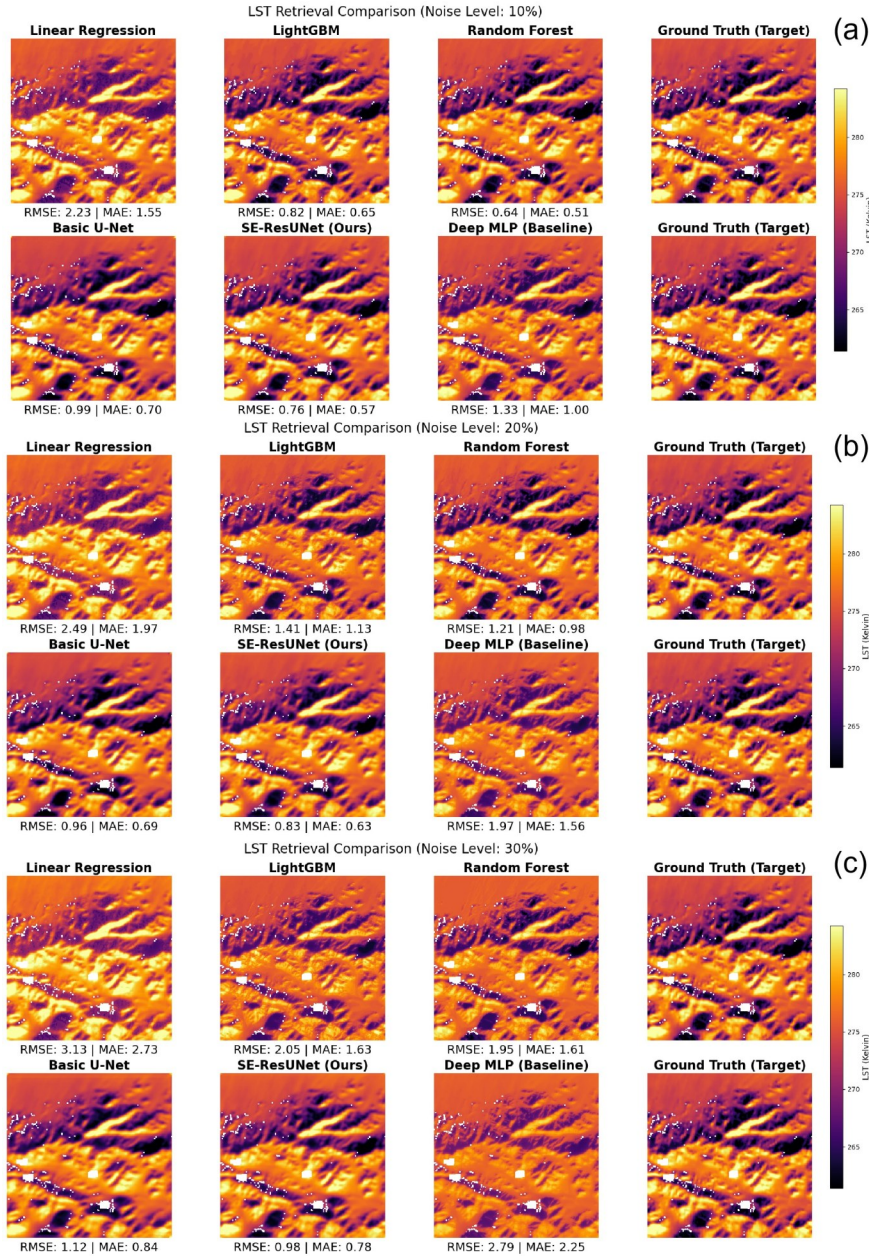 LST Retrieval Comparison (Noise Level: 10%)
(a)
Linear Regression
LightGBM
Random Forest
Ground Truth (Target)
RMSE: 2.23 | MAE: 1.55
RMSE: 0.82 | MAE: 0.65
RMSE: 0.64 | MAE: 0.51
Basic U-Net
SE-ResUNet (Ours)
Deep MLP (Baseline)
Ground Truth (Target)
RMSE: 0.99 | MAE: 0.70
RMSE: 0.76 | MAE: 0.57
RMSE: 1.33 | MAE: 1.00
280
275
270
265
LST (Kelvin)
LST Retrieval Comparison (Noise Level: 20%)
(b)
Linear Regression
LightGBM
Random Forest
Ground Truth (Target)
RMSE: 2.49 | MAE: 1.97
RMSE: 1.41 | MAE: 1.13
RMSE: 1.21 | MAE: 0.98
Basic U-Net
SE-ResUNet (Ours)
Deep MLP (Baseline)
Ground Truth (Target)
RMSE: 0.96 | MAE: 0.69
RMSE: 0.83 | MAE: 0.63
RMSE: 1.97 | MAE: 1.56
280
275
270
265
LST (Kelvin)
LST Retrieval Comparison (Noise Level: 30%)
(c)
Linear Regression
LightGBM
Random Forest
Ground Truth (Target)
RMSE: 3.13 | MAE: 2.73
RMSE: 2.05 | MAE: 1.63
RMSE: 1.95 | MAE: 1.61
Basic U-Net
SE-ResUNet (Ours)
Deep MLP (Baseline)
Ground Truth (Target)
RMSE: 1.12 | MAE: 0.84
RMSE: 0.98 | MAE: 0.78
RMSE: 2.79 | MAE: 2.25
280
275
270
265
LST (Kelvin)